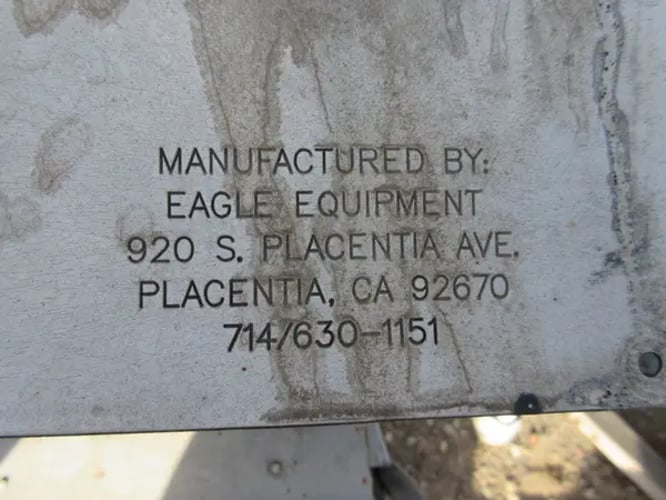 MANUFACTURED BY:
EAGLE EQUIPMENT
920 S. PLACENTIA AVE.
PLACENTIA, CA 92670
714/630-1151